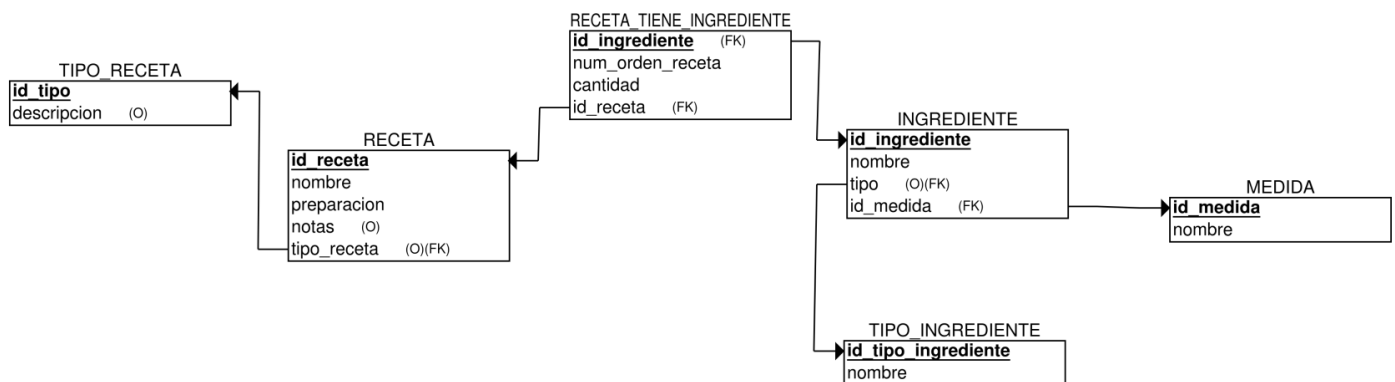 RECETA_TIENE_INGREDIENTE
id_ingrediente (FK)
num_orden_receta
cantidad
id_receta (FK)
TIPO_RECETA
id_tipo
descripcion (O)
RECETA
id_receta
nombre
preparacion
notas (O)
tipo_receta (O)(FK)
INGREDIENTE
id_ingrediente
nombre
tipo (O)(FK)
id_medida (FK)
MEDIDA
id_medida
nombre
TIPO_INGREDIENTE
id_tipo_ingrediente
nombre